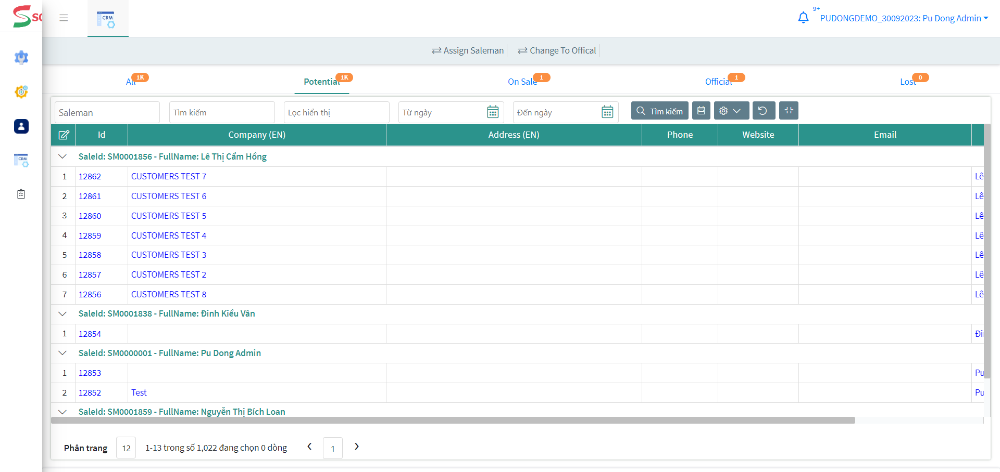 SC
CRM
9+
PUDONGDEMO_30092023: Pu Dong Admin
Assign Saleman
Change To Offical
All 1K
Potential 1K
On Sale 1
Official 1
Lost 0
Saleman
Tìm kiếm
Lọc hiển thị
Từ ngày
Đến ngày
Tìm kiếm
Id Company (EN) Address (EN) Phone Website Email
SaleId: SM0001856 - FullName: Lê Thị Cẩm Hồng
1 12862 CUSTOMERS TEST 7 Lê
2 12861 CUSTOMERS TEST 6 Lê
CRM
3 12860 CUSTOMERS TEST 5 Lê
4 12859 CUSTOMERS TEST 4 Lê
5 12858 CUSTOMERS TEST 3 Lê
6 12857 CUSTOMERS TEST 2 Lê
7 12856 CUSTOMERS TEST 8 Lê
SaleId: SM0001838 - FullName: Đinh Kiều Vân
1 12854 Đi
SaleId: SM0000001 - FullName: Pu Dong Admin
1 12853 Pu
2 12852 Test Pu
SaleId: SM0001859 - FullName: Nguyễn Thị Bích Loan
Phân trang 12 1-13 trong số 1,022 đang chọn 0 dòng 1